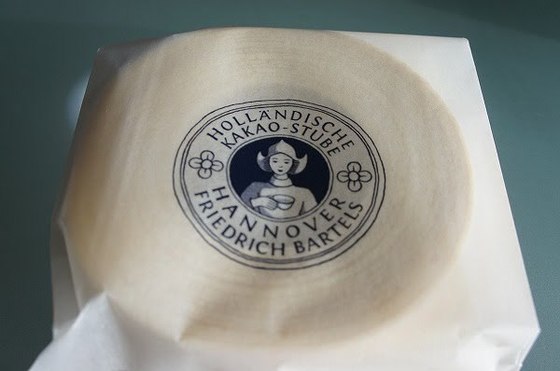 HOLLÄNDISCHE
KAKAO-STUBE
HANNOVER
FRIEDRICH BARTELS